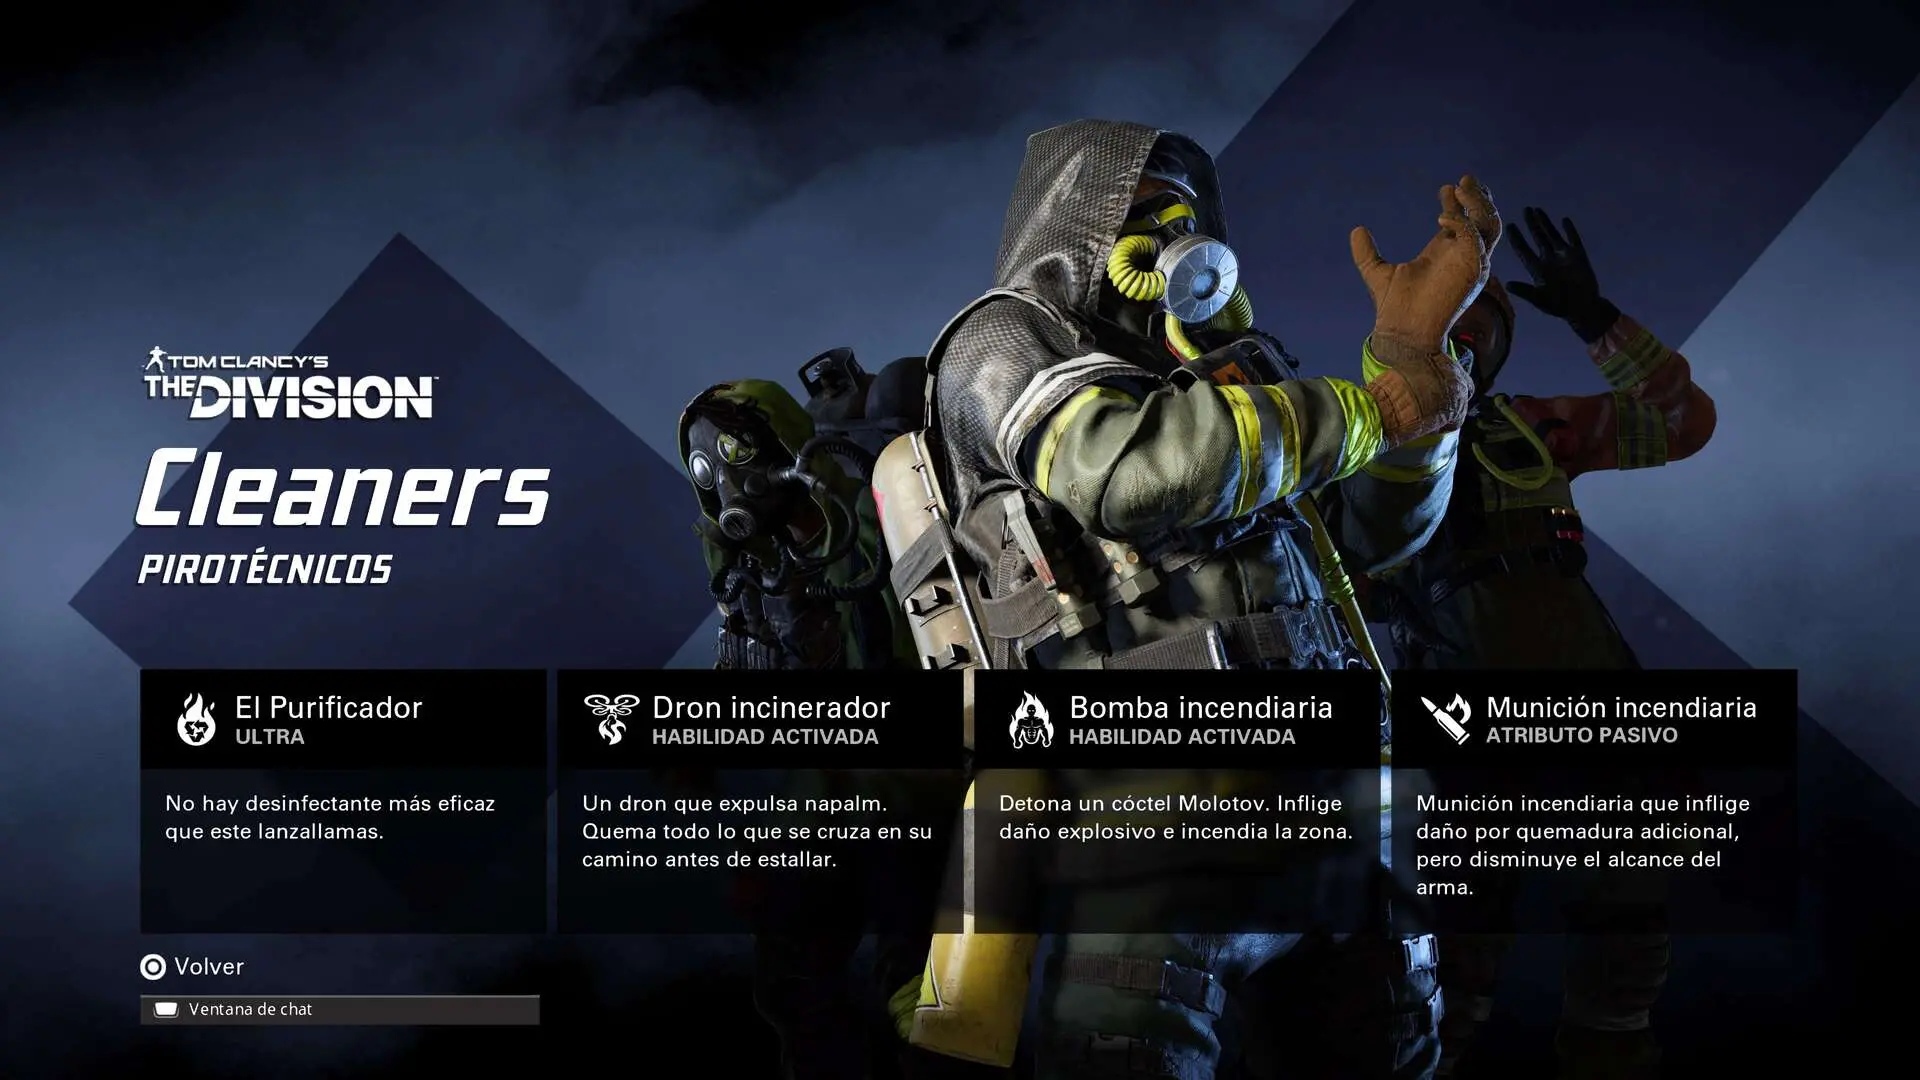 TOM CLANCY'S
THE DIVISION™
Cleaners
PIROTÉCNICOS
El Purificador
ULTRA
No hay desinfectante más eficaz
que este lanzallamas.
Dron incinerador
HABILIDAD ACTIVADA
Un dron que expulsa napalm.
Quema todo lo que se cruza en su
camino antes de estallar.
Bomba incendiaria
HABILIDAD ACTIVADA
Detona un cóctel Molotov. Inflige
daño explosivo e incendia la zona.
Munición incendiaria
ATRIBUTO PASIVO
Munición incendiaria que inflige
daño por quemadura adicional,
pero disminuye el alcance del
arma.
Volver
Ventana de chat